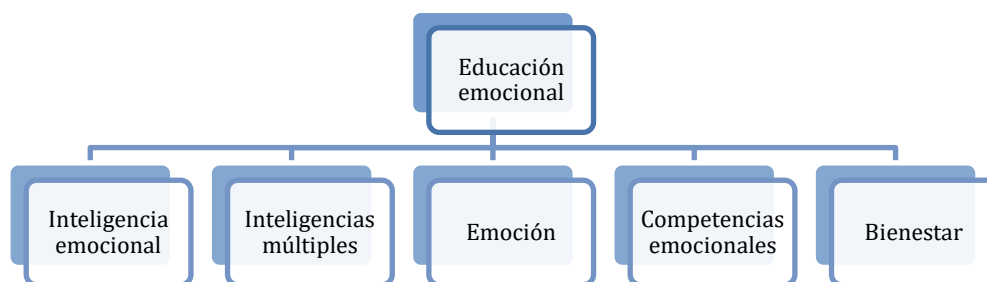 Educación
emocional
Inteligencia
emocional
Inteligencias
múltiples
Emoción
Competencias
emocionales
Bienestar